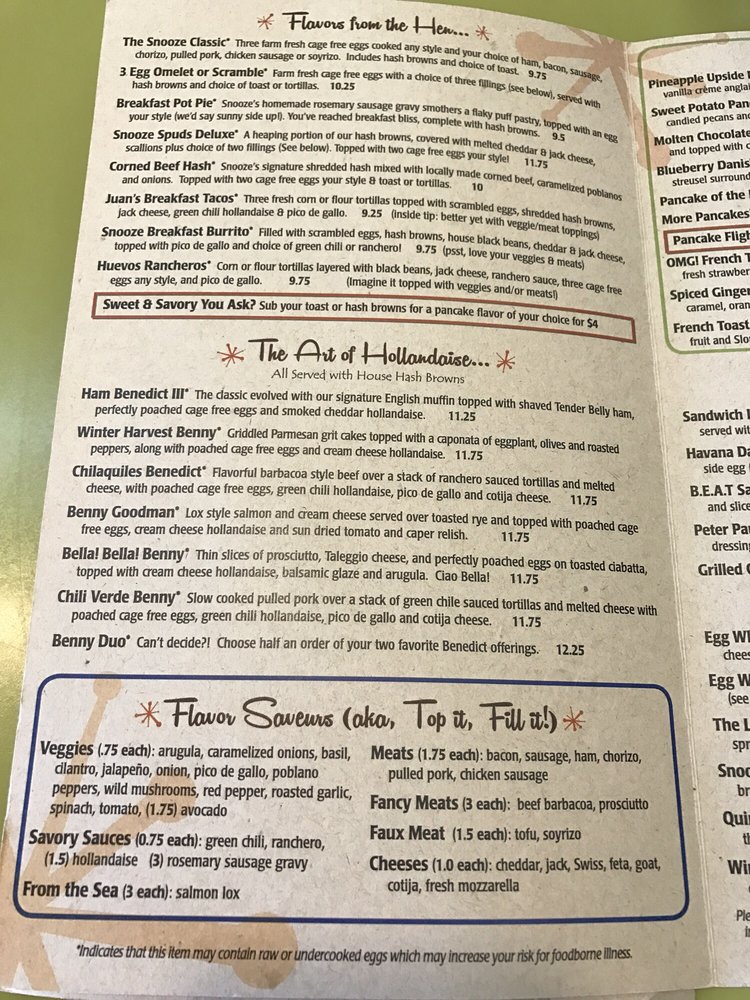 Flavors from the Hen...
The Snooze Classic* Three farm fresh cage free eggs cooked any style and your choice of ham, bacon, sausage,
chorizo, pulled pork, chicken sausage or soyrizo. Includes hash browns and choice of toast. 9.75
3 Egg Omelet or Scramble* Farm fresh cage free eggs with a choice of three fillings (see below), served with
hash browns and choice of toast or tortillas. 10.25
Breakfast Pot Pie* Snooze's homemade rosemary sausage gravy smothers a flaky puff pastry, topped with an egg
your style (we'd say sunny side up!). You've reached breakfast bliss, complete with hash browns. 9.5
Snooze Spuds Deluxe* A heaping portion of our hash browns, covered with melted cheddar & jack cheese,
scallions plus choice of two fillings (See below). Topped with two cage free eggs your style! 11.75
Corned Beef Hash* Snooze's signature shredded hash mixed with locally made corned beef, caramelized poblanos
and onions. Topped with two cage free eggs your style & toast or tortillas. 10
Juan's Breakfast Tacos* Three fresh corn or flour tortillas topped with scrambled eggs, shredded hash browns,
jack cheese, green chili hollandaise & pico de gallo. 9.25 (Inside tip: better yet with veggie/meat toppings)
Snooze Breakfast Burrito* Filled with scrambled eggs, hash browns, house black beans, cheddar & jack cheese,
topped with pico de gallo and choice of green chili or ranchero! 9.75 (psst, love your veggies & meats)
Huevos Rancheros* Corn or flour tortillas layered with black beans, jack cheese, ranchero sauce, three cage free
eggs any style, and pico de gallo. 9.75 (Imagine it topped with veggies and/or meats!)
Sweet & Savory You Ask? Sub your toast or hash browns for a pancake flavor of your choice for $4
The Art of Hollandaise...
All Served with House Hash Browns
Ham Benedict III* The classic evolved with our signature English muffin topped with shaved Tender Belly ham,
perfectly poached cage free eggs and smoked cheddar hollandaise. 11.25
Winter Harvest Benny* Griddled Parmesan grit cakes topped with a caponata of eggplant, olives and roasted
peppers, along with poached cage free eggs and cream cheese hollandaise. 11.75
Chilaquiles Benedict* Flavorful barbacoa style beef over a stack of ranchero sauced tortillas and melted
cheese, with poached cage free eggs, green chili hollandaise, pico de gallo and cotija cheese. 11.75
Benny Goodman* Lox style salmon and cream cheese served over toasted rye and topped with poached cage
free eggs, cream cheese hollandaise and sun dried tomato and caper relish. 11.75
Bella! Bella! Benny* Thin slices of prosciutto, Taleggio cheese, and perfectly poached eggs on toasted ciabatta,
topped with cream cheese hollandaise, balsamic glaze and arugula. Ciao Bella! 11.75
Chili Verde Benny* Slow cooked pulled pork over a stack of green chile sauced tortillas and melted cheese with
poached cage free eggs, green chili hollandaise, pico de gallo and cotija cheese. 11.75
Benny Duo* Can't decide?! Choose half an order of your two favorite Benedict offerings. 12.25
Flavor Saveurs (aka, Top it, Fill it!)
Veggies (.75 each): arugula, caramelized onions, basil,
cilantro, jalapeño, onion, pico de gallo, poblano
peppers, wild mushrooms, red pepper, roasted garlic,
spinach, tomato, (1.75) avocado
Savory Sauces (0.75 each): green chili, ranchero,
(1.5) hollandaise (3) rosemary sausage gravy
From the Sea (3 each): salmon lox
Meats (1.75 each): bacon, sausage, ham, chorizo,
pulled pork, chicken sausage
Fancy Meats (3 each): beef barbacoa, prosciutto
Faux Meat (1.5 each): tofu, soyrizo
Cheeses (1.0 each): cheddar, jack, Swiss, feta, goat,
cotija, fresh mozzarella
*Indicates that this item may contain raw or undercooked eggs which may increase your risk for foodborne illness.
Pineapple Upside
vanilla crème
Sweet Potato
candied pecans and
Molten Chocolate
and topped with
Blueberry
streusel
Pancake of the
More Pancakes
Pancake
OMG! French
fresh
Spiced
caramel,
French Toast
fruit and
Sandwich
served
Havana
side egg
B.E.A.T
and
Peter
Grilled
Egg
Egg
(see
The